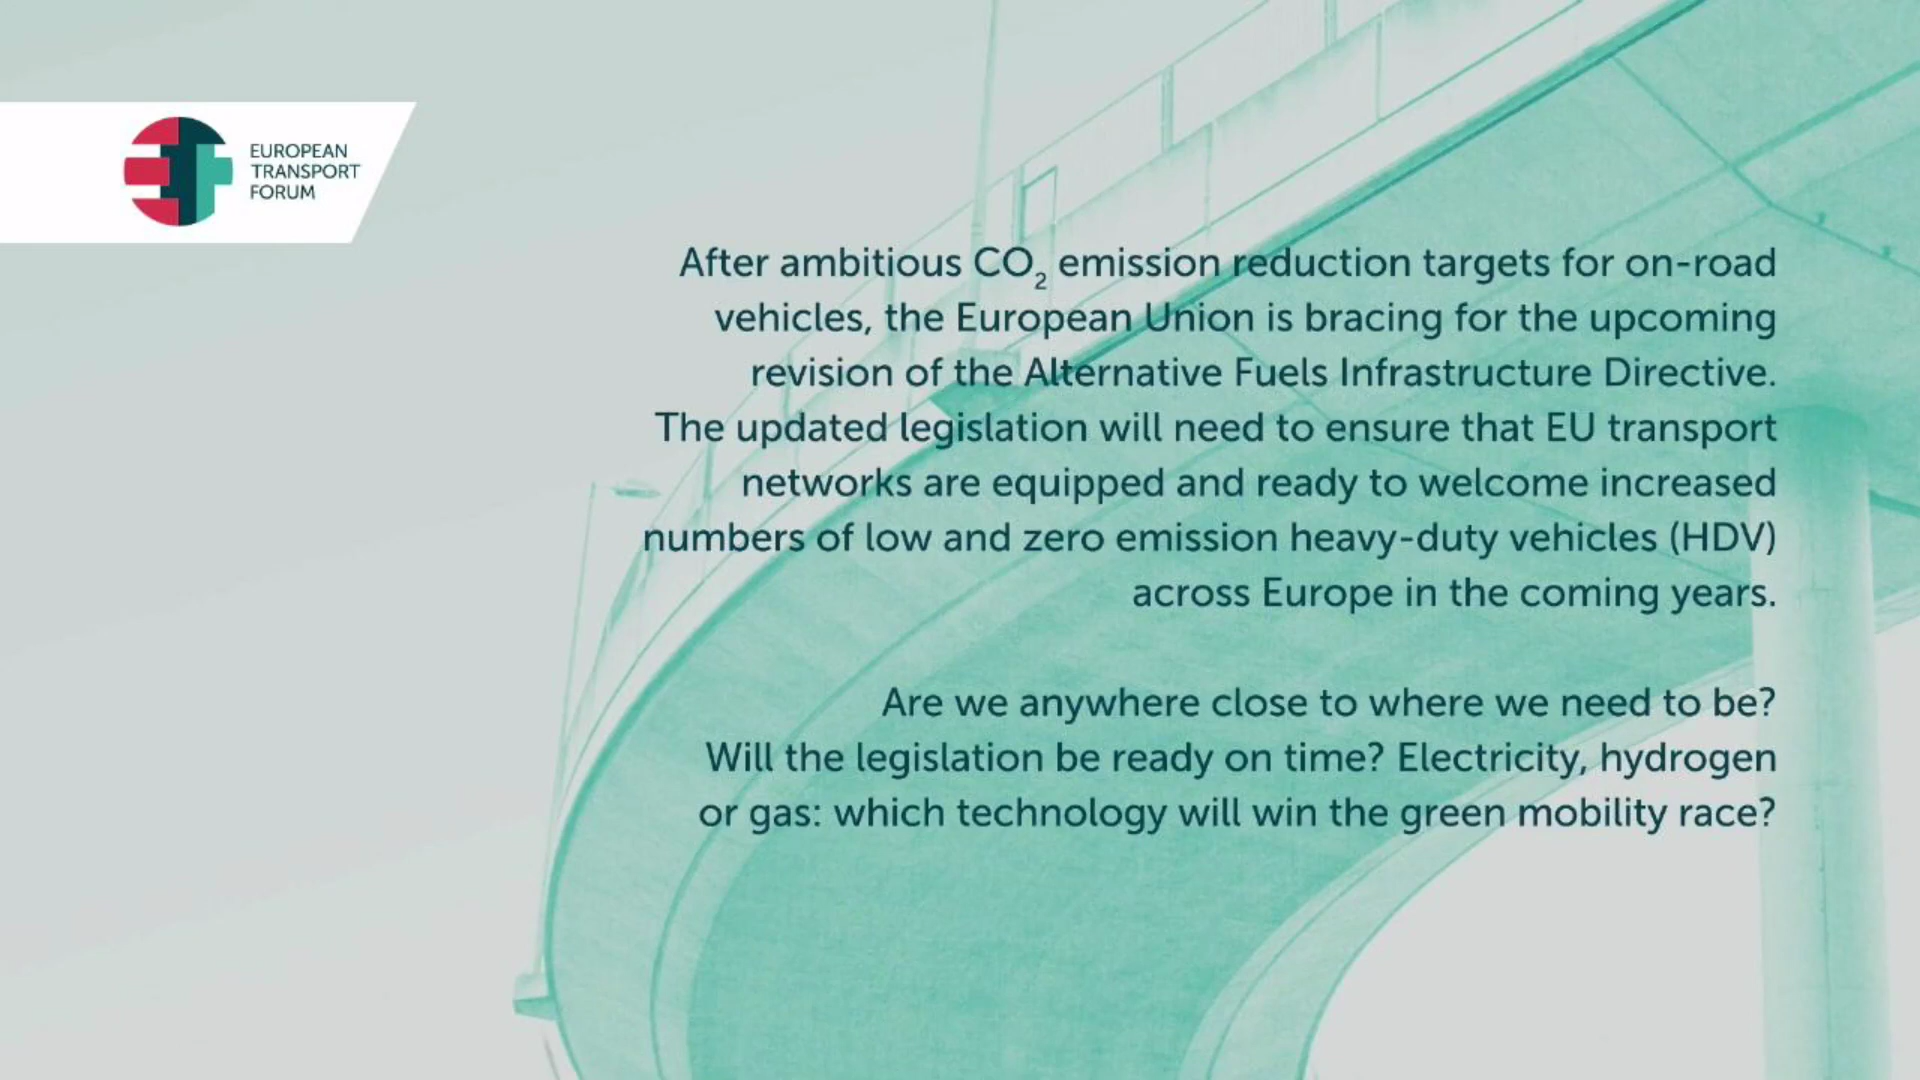 EUROPEAN
TRANSPORT
FORUM
After ambitious CO₂ emission reduction targets for on-road
vehicles, the European Union is bracing for the upcoming
revision of the Alternative Fuels Infrastructure Directive.
The updated legislation will need to ensure that EU transport
networks are equipped and ready to welcome increased
numbers of low and zero emission heavy-duty vehicles (HDV)
across Europe in the coming years.
Are we anywhere close to where we need to be?
Will the legislation be ready on time? Electricity, hydrogen
or gas: which technology will win the green mobility race?